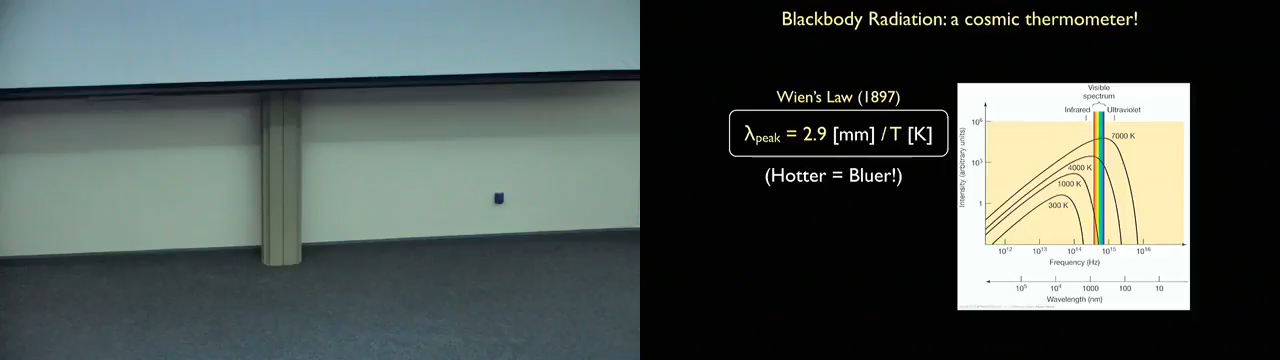 Blackbody Radiation: a cosmic thermometer!
Wien's Law (1897)
λpeak = 2.9 [mm] / T [K]
(Hotter = Bluer!)
Visible
spectrum
Infrared
Ultraviolet
Intensity (arbitrary units)
10⁶
10³
1
7000 K
4000 K
1000 K
300 K
10¹² 10¹³ 10¹⁴ 10¹⁵ 10¹⁶
Frequency (Hz)
10⁵ 10⁴ 1000 100 10
Wavelength (nm)